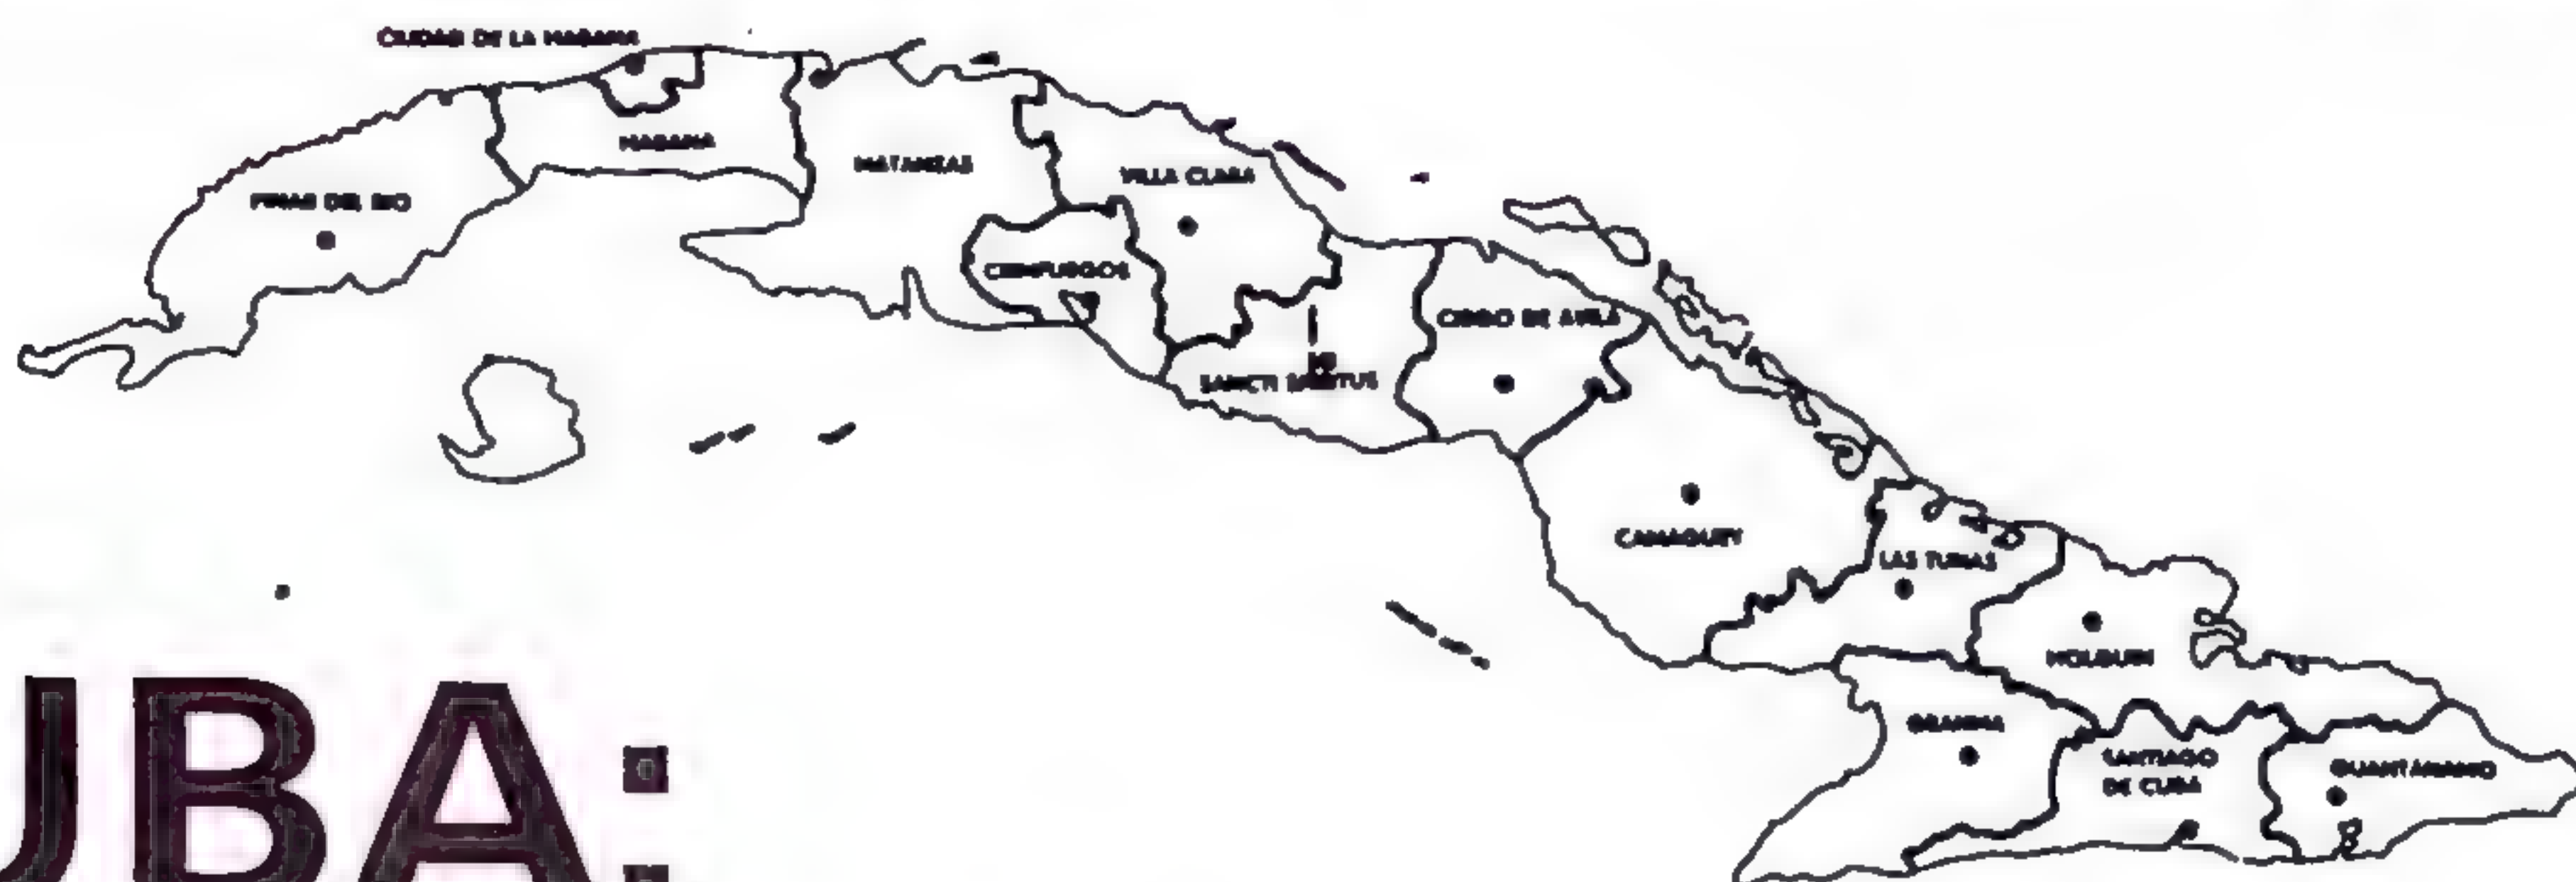 CIUDAD DE LA HABANA
HABANA
MATANZAS
VILLA CLARA
PINAR DEL RIO
CIENFUEGOS
CIEGO DE AVILA
SANCTI SPIRITUS
CAMAGUEY
LAS TUNAS
HOLGUIN
GRANMA
SANTIAGO
DE CUBA
GUANTANAMO
UBA: